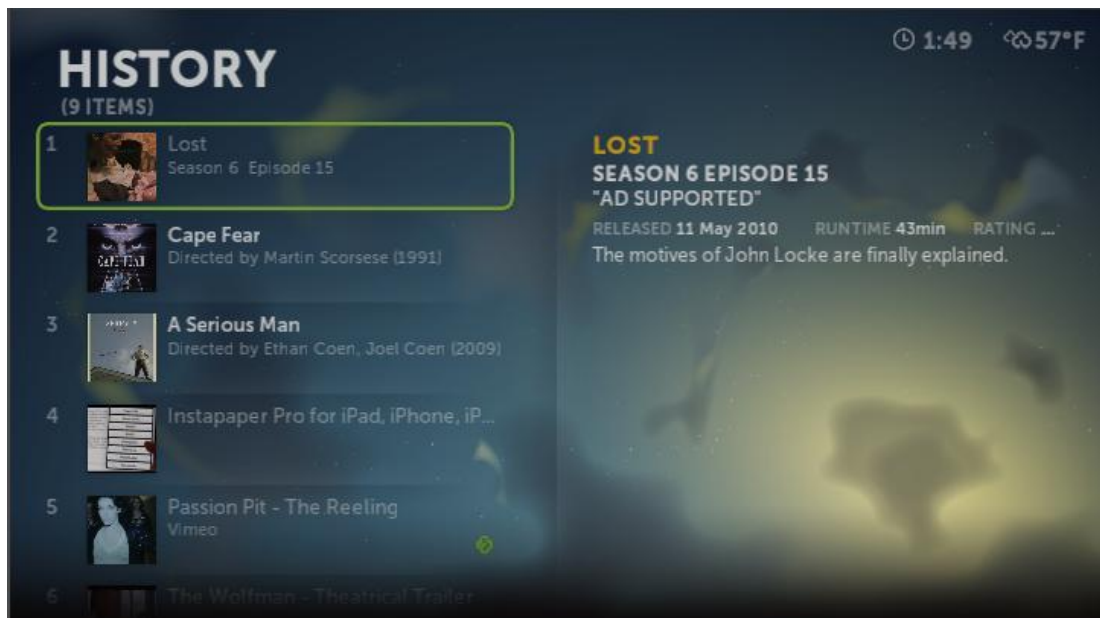 1:49 57°F
HISTORY
(9 ITEMS)
1
Lost
Season 6 Episode 15
2
Cape Fear
Directed by Martin Scorsese (1991)
3
A Serious Man
Directed by Ethan Coen, Joel Coen (2009)
4
Instapaper Pro for iPad, iPhone, iP...
5
Passion Pit - The Reeling
Vimeo
6
The Wolfman - Theatrical Trailer
LOST
SEASON 6 EPISODE 15
"AD SUPPORTED"
RELEASED 11 May 2010 RUNTIME 43min RATING ...
The motives of John Locke are finally explained.